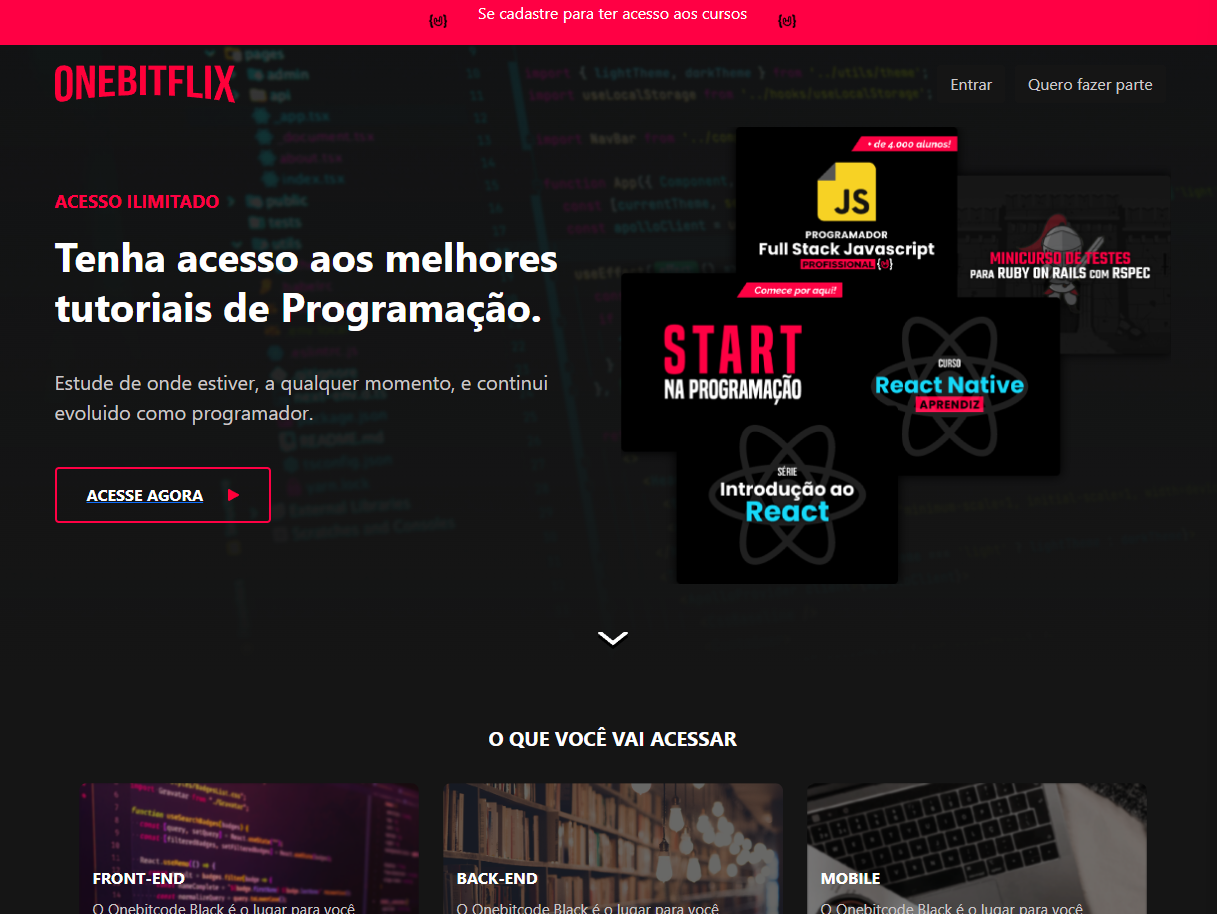 Se cadastre para ter acesso aos cursos
ONEBITFLIX
Entrar
Quero fazer parte
ACESSO ILIMITADO
Tenha acesso aos melhores
tutoriais de Programação.
Estude de onde estiver, a qualquer momento, e continui
evoluido como programador.
ACESSE AGORA
+ de 4.000 alunos!
JS
PROGRAMADOR
Full Stack Javascript
PROFISSIONAL
MINICURSO DE TESTES
PARA RUBY ON RAILS COM RSPEC
Comece por aqui!
START
NA PROGRAMAÇÃO
CURSO
React Native
APRENDIZ
SÉRIE
Introdução ao
React
O QUE VOCÊ VAI ACESSAR
FRONT-END
O Onebitcode Black é o lugar para você
BACK-END
O Onebitcode Black é o lugar para você
MOBILE
O Onebitcode Black é o lugar para você